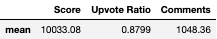 Score Upvote Ratio Comments
mean 10033.08 0.8799 1048.36